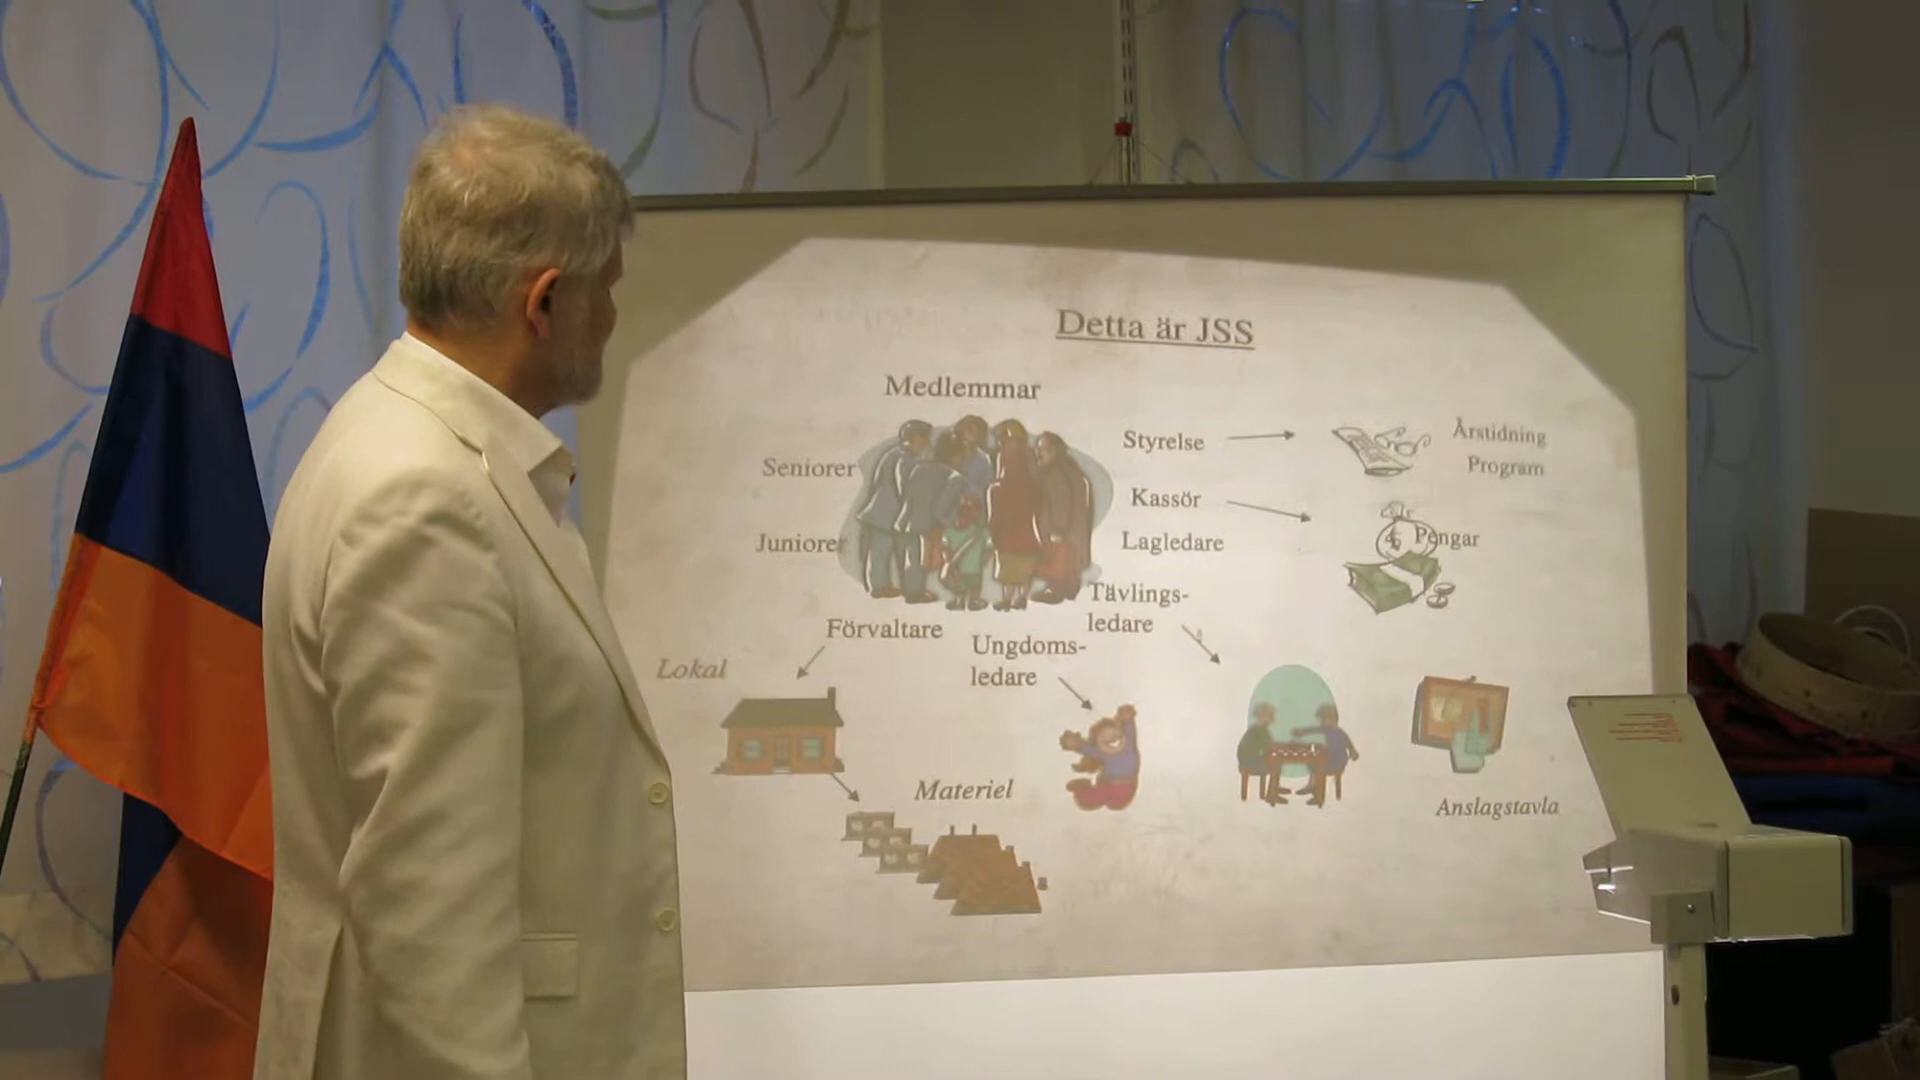 Detta är JSS
Medlemmar
Styrelse
Årstidning
Program
Seniorer
Kassör
Pengar
Juniorer
Lagledare
Tävlings-
ledare
Förvaltare
Ungdoms-
ledare
Lokal
Materiel
Anslagstavla